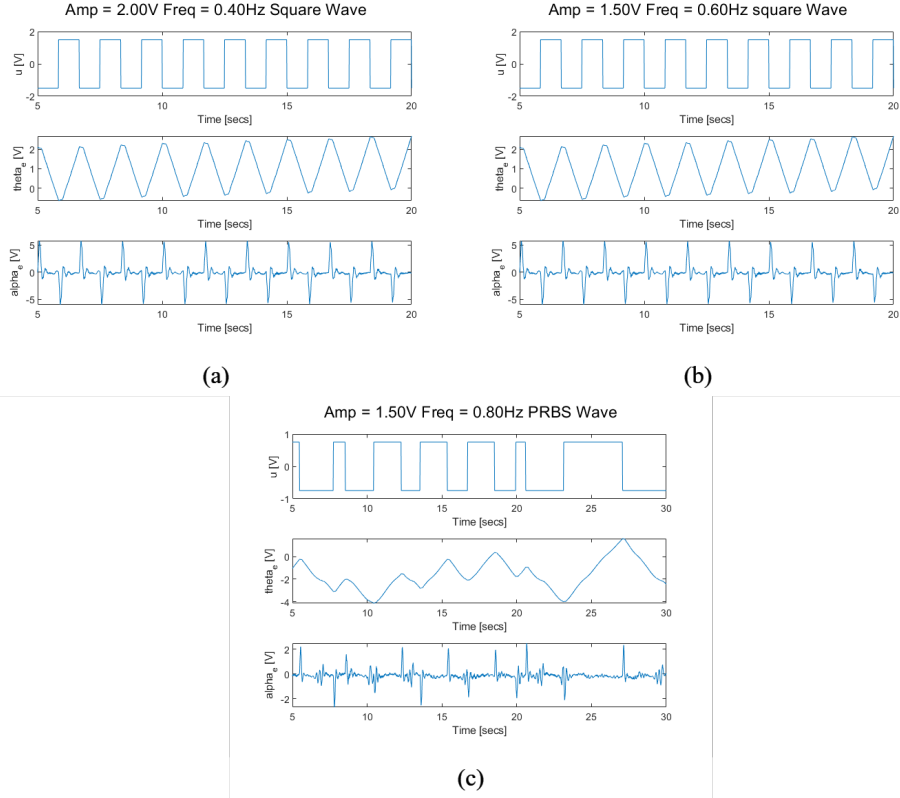 Amp = 2.00V Freq = 0.40Hz Square Wave
2
0
-2
u [V]
5 10 15 20
Time [secs]
2
1
0
theta_e [V]
5 10 15 20
Time [secs]
5
0
-5
alpha_e [V]
5 10 15 20
Time [secs]
(a)
Amp = 1.50V Freq = 0.60Hz square Wave
2
0
-2
u [V]
5 10 15 20
Time [secs]
2
1
0
theta_e [V]
5 10 15 20
Time [secs]
5
0
-5
alpha_e [V]
5 10 15 20
Time [secs]
(b)
Amp = 1.50V Freq = 0.80Hz PRBS Wave
1
0
-1
u [V]
5 10 15 20 25 30
Time [secs]
0
-2
-4
theta_e [V]
5 10 15 20 25 30
Time [secs]
2
0
-2
alpha_e [V]
5 10 15 20 25 30
Time [secs]
(c)